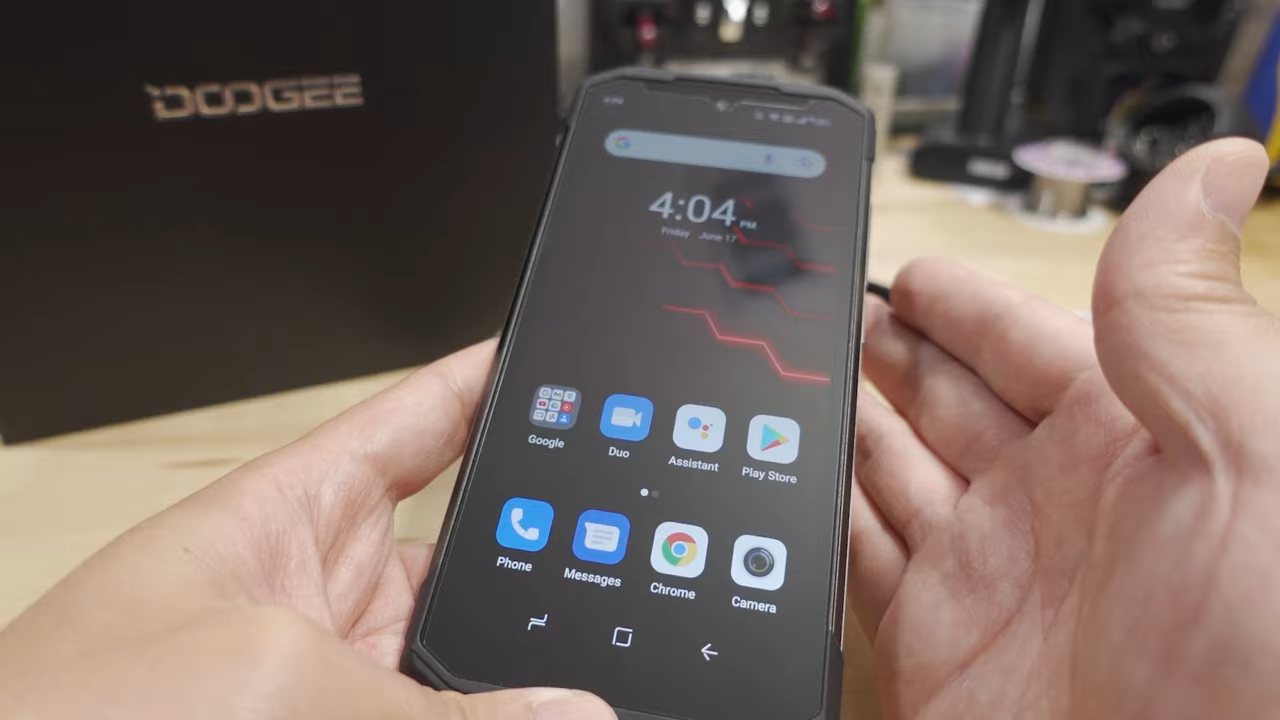 DOOGEE
4:04 PM
Friday June 17
Google
Duo
Assistant
Play Store
Phone
Messages
Chrome
Camera